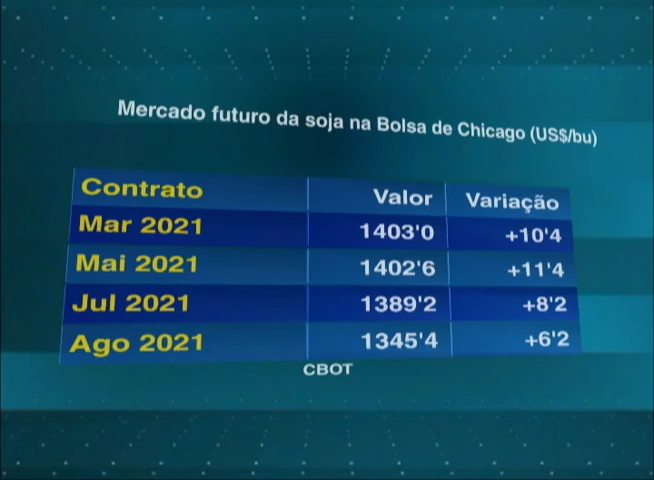 Mercado futuro da soja na Bolsa de Chicago (US$/bu)
Contrato Valor Variação
Mar 2021 1403'0 +10'4
Mai 2021 1402'6 +11'4
Jul 2021 1389'2 +8'2
Ago 2021 1345'4 +6'2
CBOT